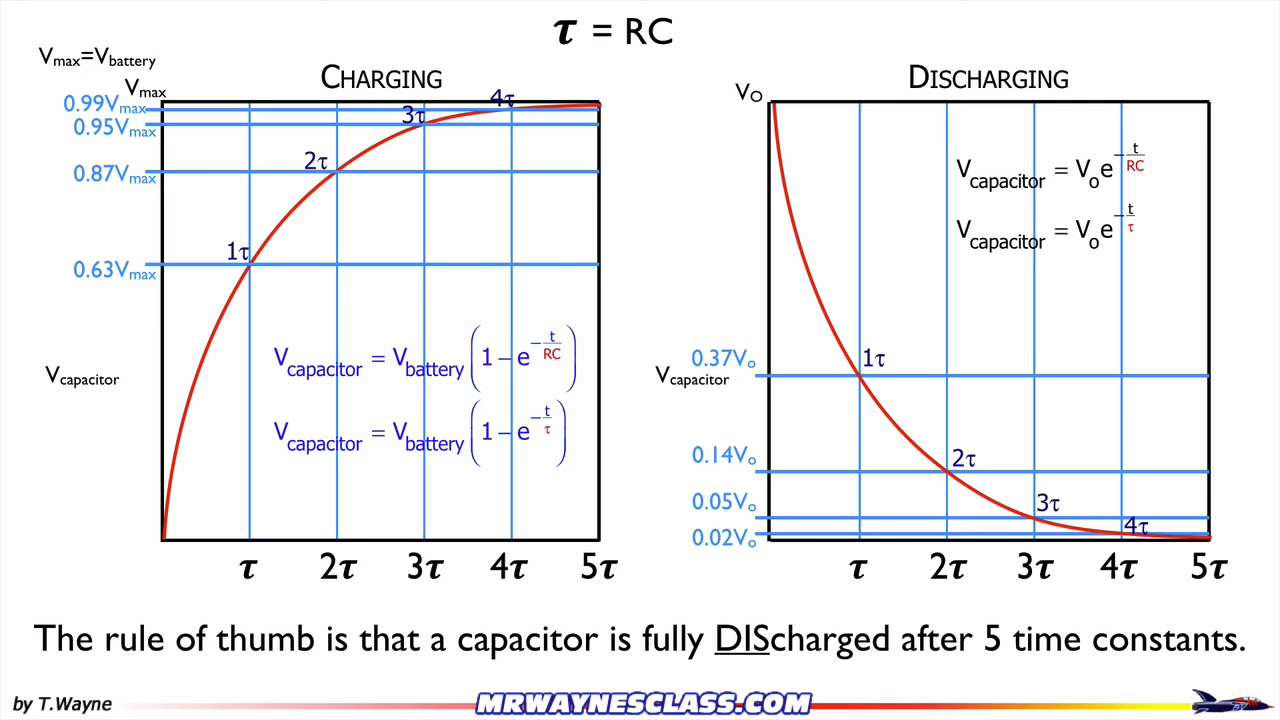 τ = RC
Vmax=Vbattery
CHARGING
Vmax
0.99Vmax
0.95Vmax
0.87Vmax
0.63Vmax
Vcapacitor
4τ
3τ
2τ
1τ
Vcapacitor = Vbattery (1 − e^−t/RC)
Vcapacitor = Vbattery (1 − e^−t/τ)
τ 2τ 3τ 4τ 5τ
DISCHARGING
VO
Vcapacitor = Voe^−t/RC
Vcapacitor = Voe^−t/τ
0.37Vo
Vcapacitor
0.14Vo
0.05Vo
0.02Vo
1τ
2τ
3τ
4τ
τ 2τ 3τ 4τ 5τ
The rule of thumb is that a capacitor is fully DIScharged after 5 time constants.
by T.Wayne
MRWAYNESCLASS.COM